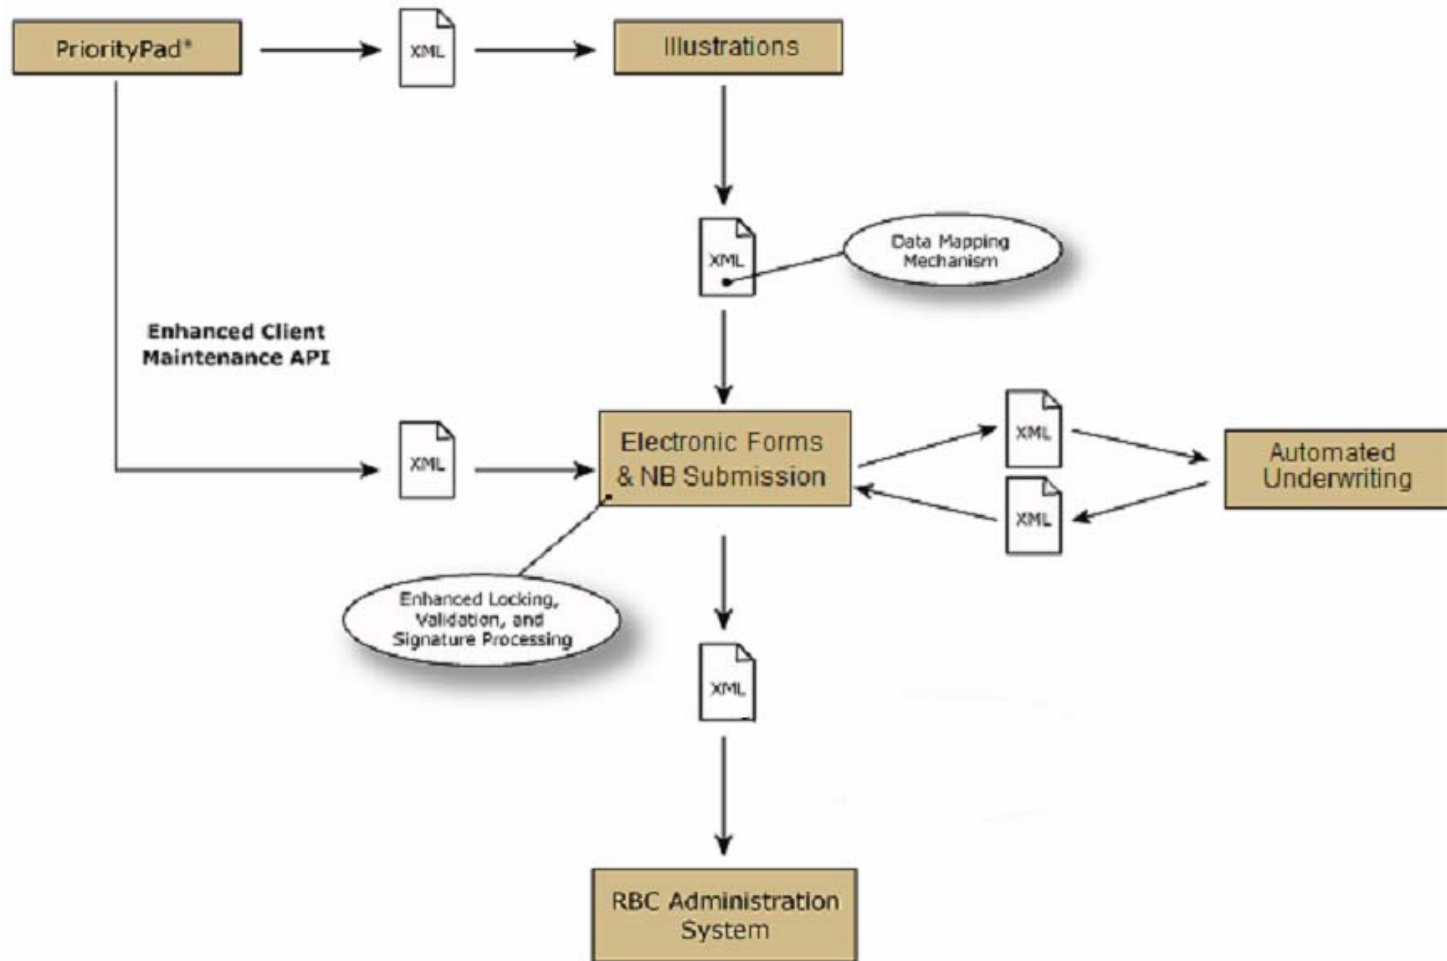 PriorityPad*
XML
Illustrations
XML
Data Mapping
Mechanism
Enhanced Client
Maintenance API
XML
Electronic Forms
& NB Submission
XML
XML
Automated
Underwriting
Enhanced Locking,
Validation, and
Signature Processing
XML
RBC Administration
System